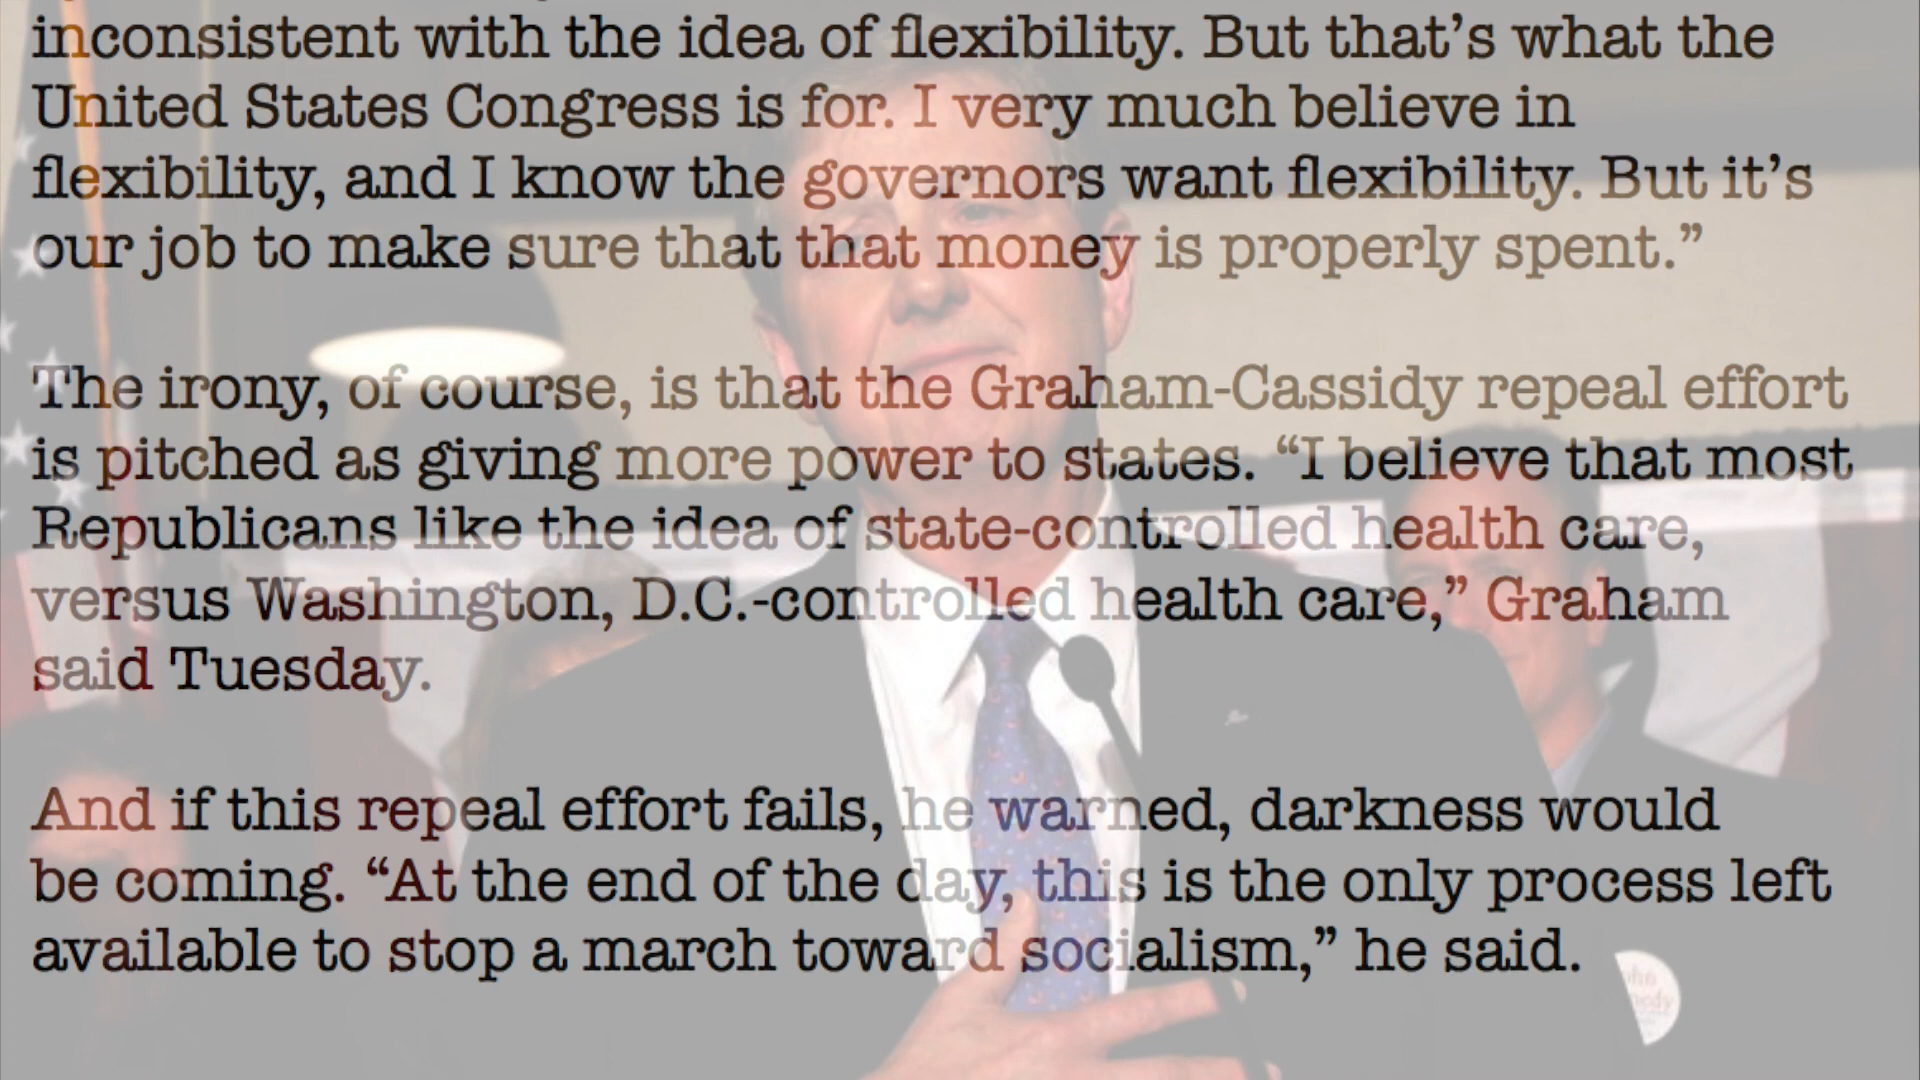 inconsistent with the idea of flexibility. But that’s what the
United States Congress is for. I very much believe in
flexibility, and I know the governors want flexibility. But it’s
our job to make sure that that money is properly spent.”
The irony, of course, is that the Graham-Cassidy repeal effort
is pitched as giving more power to states. “I believe that most
Republicans like the idea of state-controlled health care,
versus Washington, D.C.-controlled health care,” Graham
said Tuesday.
And if this repeal effort fails, he warned, darkness would
be coming. “At the end of the day, this is the only process left
available to stop a march toward socialism,” he said.